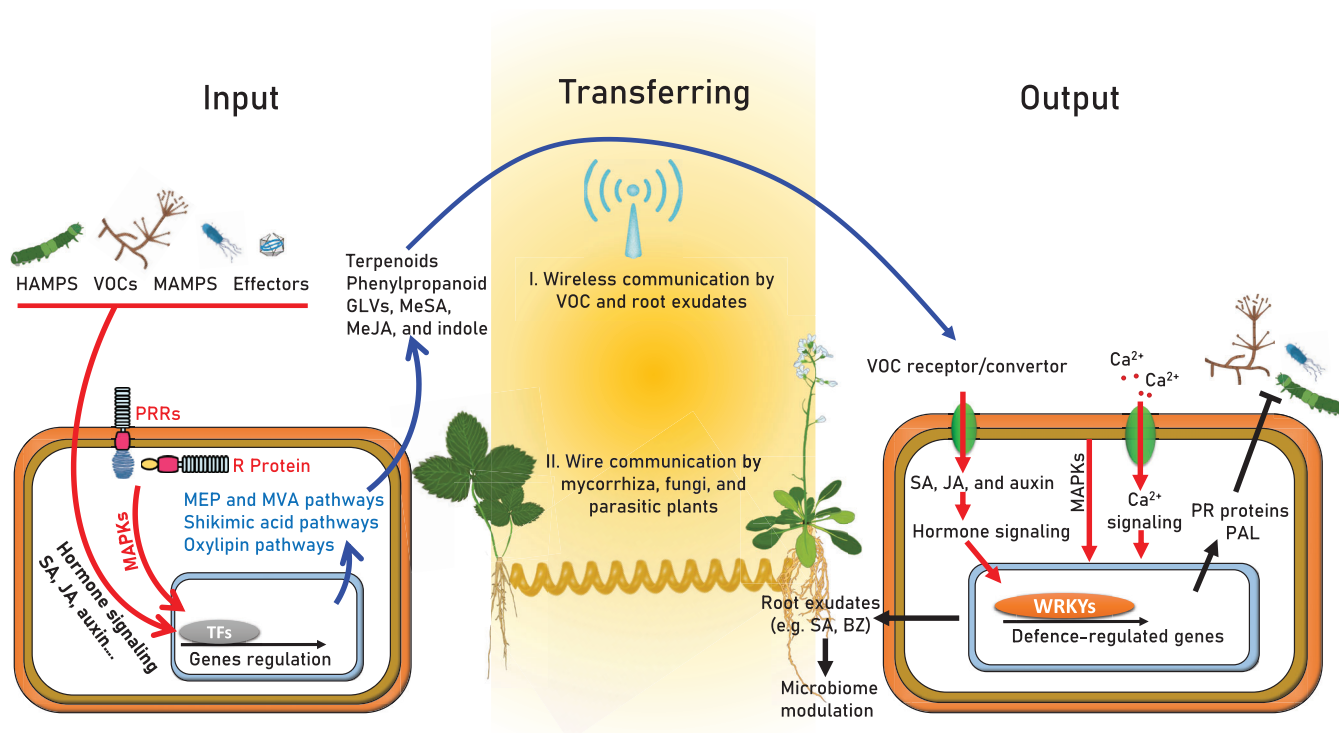 Input
Transferring
Output
HAMPS VOCs MAMPS Effectors
Terpenoids
Phenylpropanoid
GLVs, MeSA,
MeJA, and indole
I. Wireless communication by
VOC and root exudates
PRRs
R Protein
MEP and MVA pathways
Shikimic acid pathways
Oxylipin pathways
MAPKs
Hormone signaling
SA, JA, auxin....
TFs
Genes regulation
II. Wire communication by
mycorrhiza, fungi, and
parasitic plants
VOC receptor/convertor
Ca²⁺
Ca²⁺
SA, JA, and auxin
Hormone signaling
MAPKs
Ca²⁺
signaling
PR proteins
PAL
WRKYs
Defence-regulated genes
Root exudates
(e.g. SA, BZ)
Microbiome
modulation